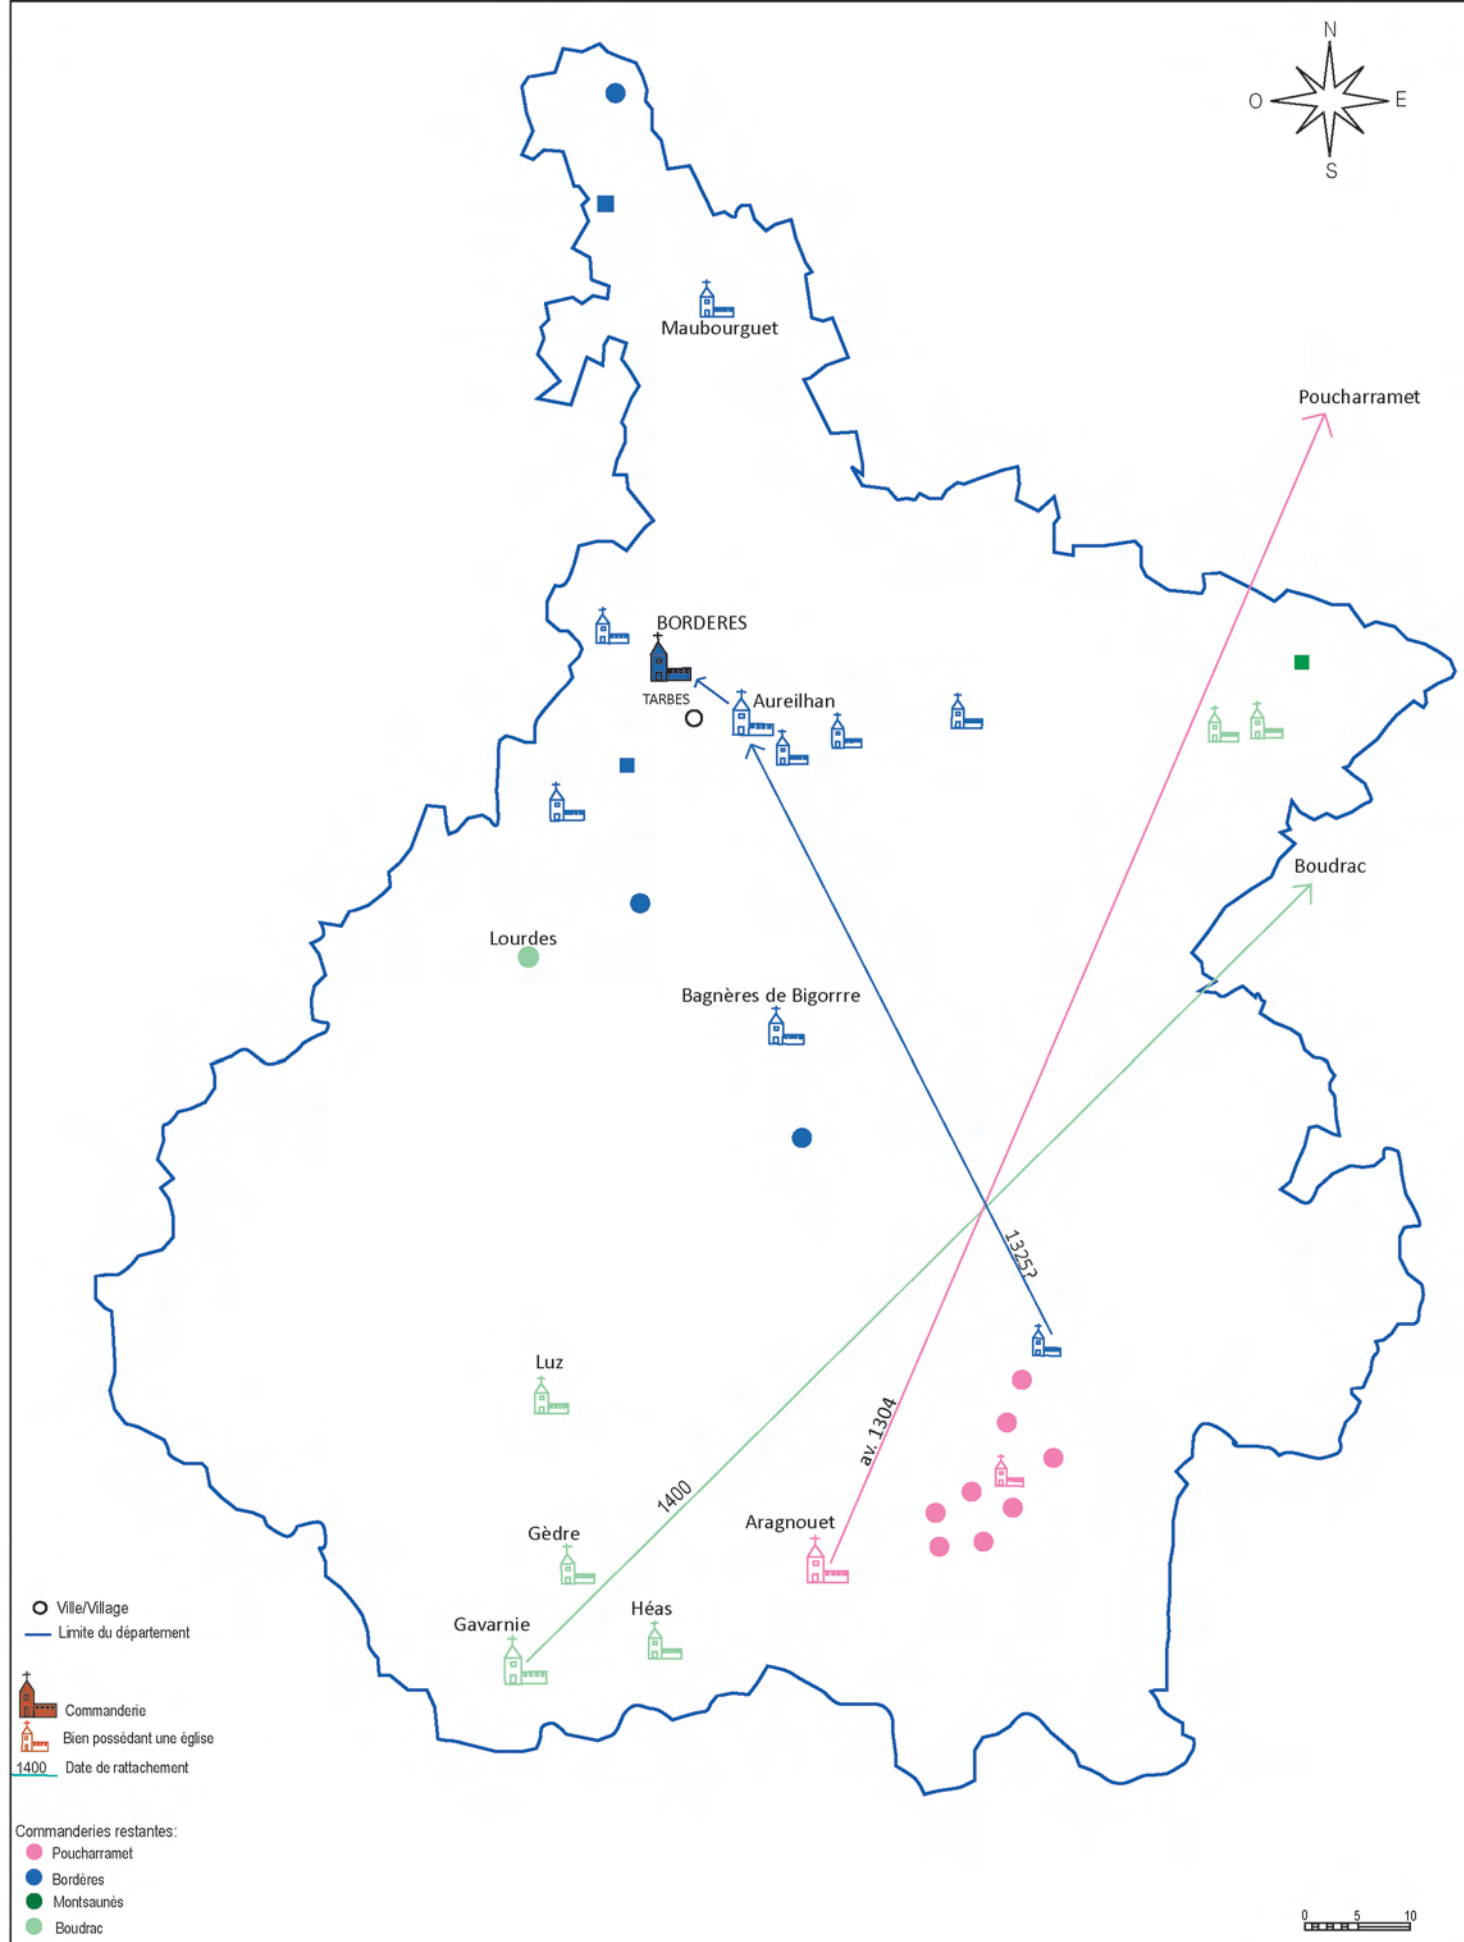 N
O
E
S
Maubourguet
Poucharramet
BORDERES
TARBES
Aureilhan
Boudrac
Lourdes
Bagnères de Bigorrre
1325?
Luz
av. 1304
1400
Aragnouet
Gèdre
Héas
Gavarnie
Ville/Village
Limite du département
Commanderie
Bien possèdant une église
1400 Date de rattachement
Commanderies restantes:
Poucharramet
Bordères
Montsaunès
Boudrac
0 5 10